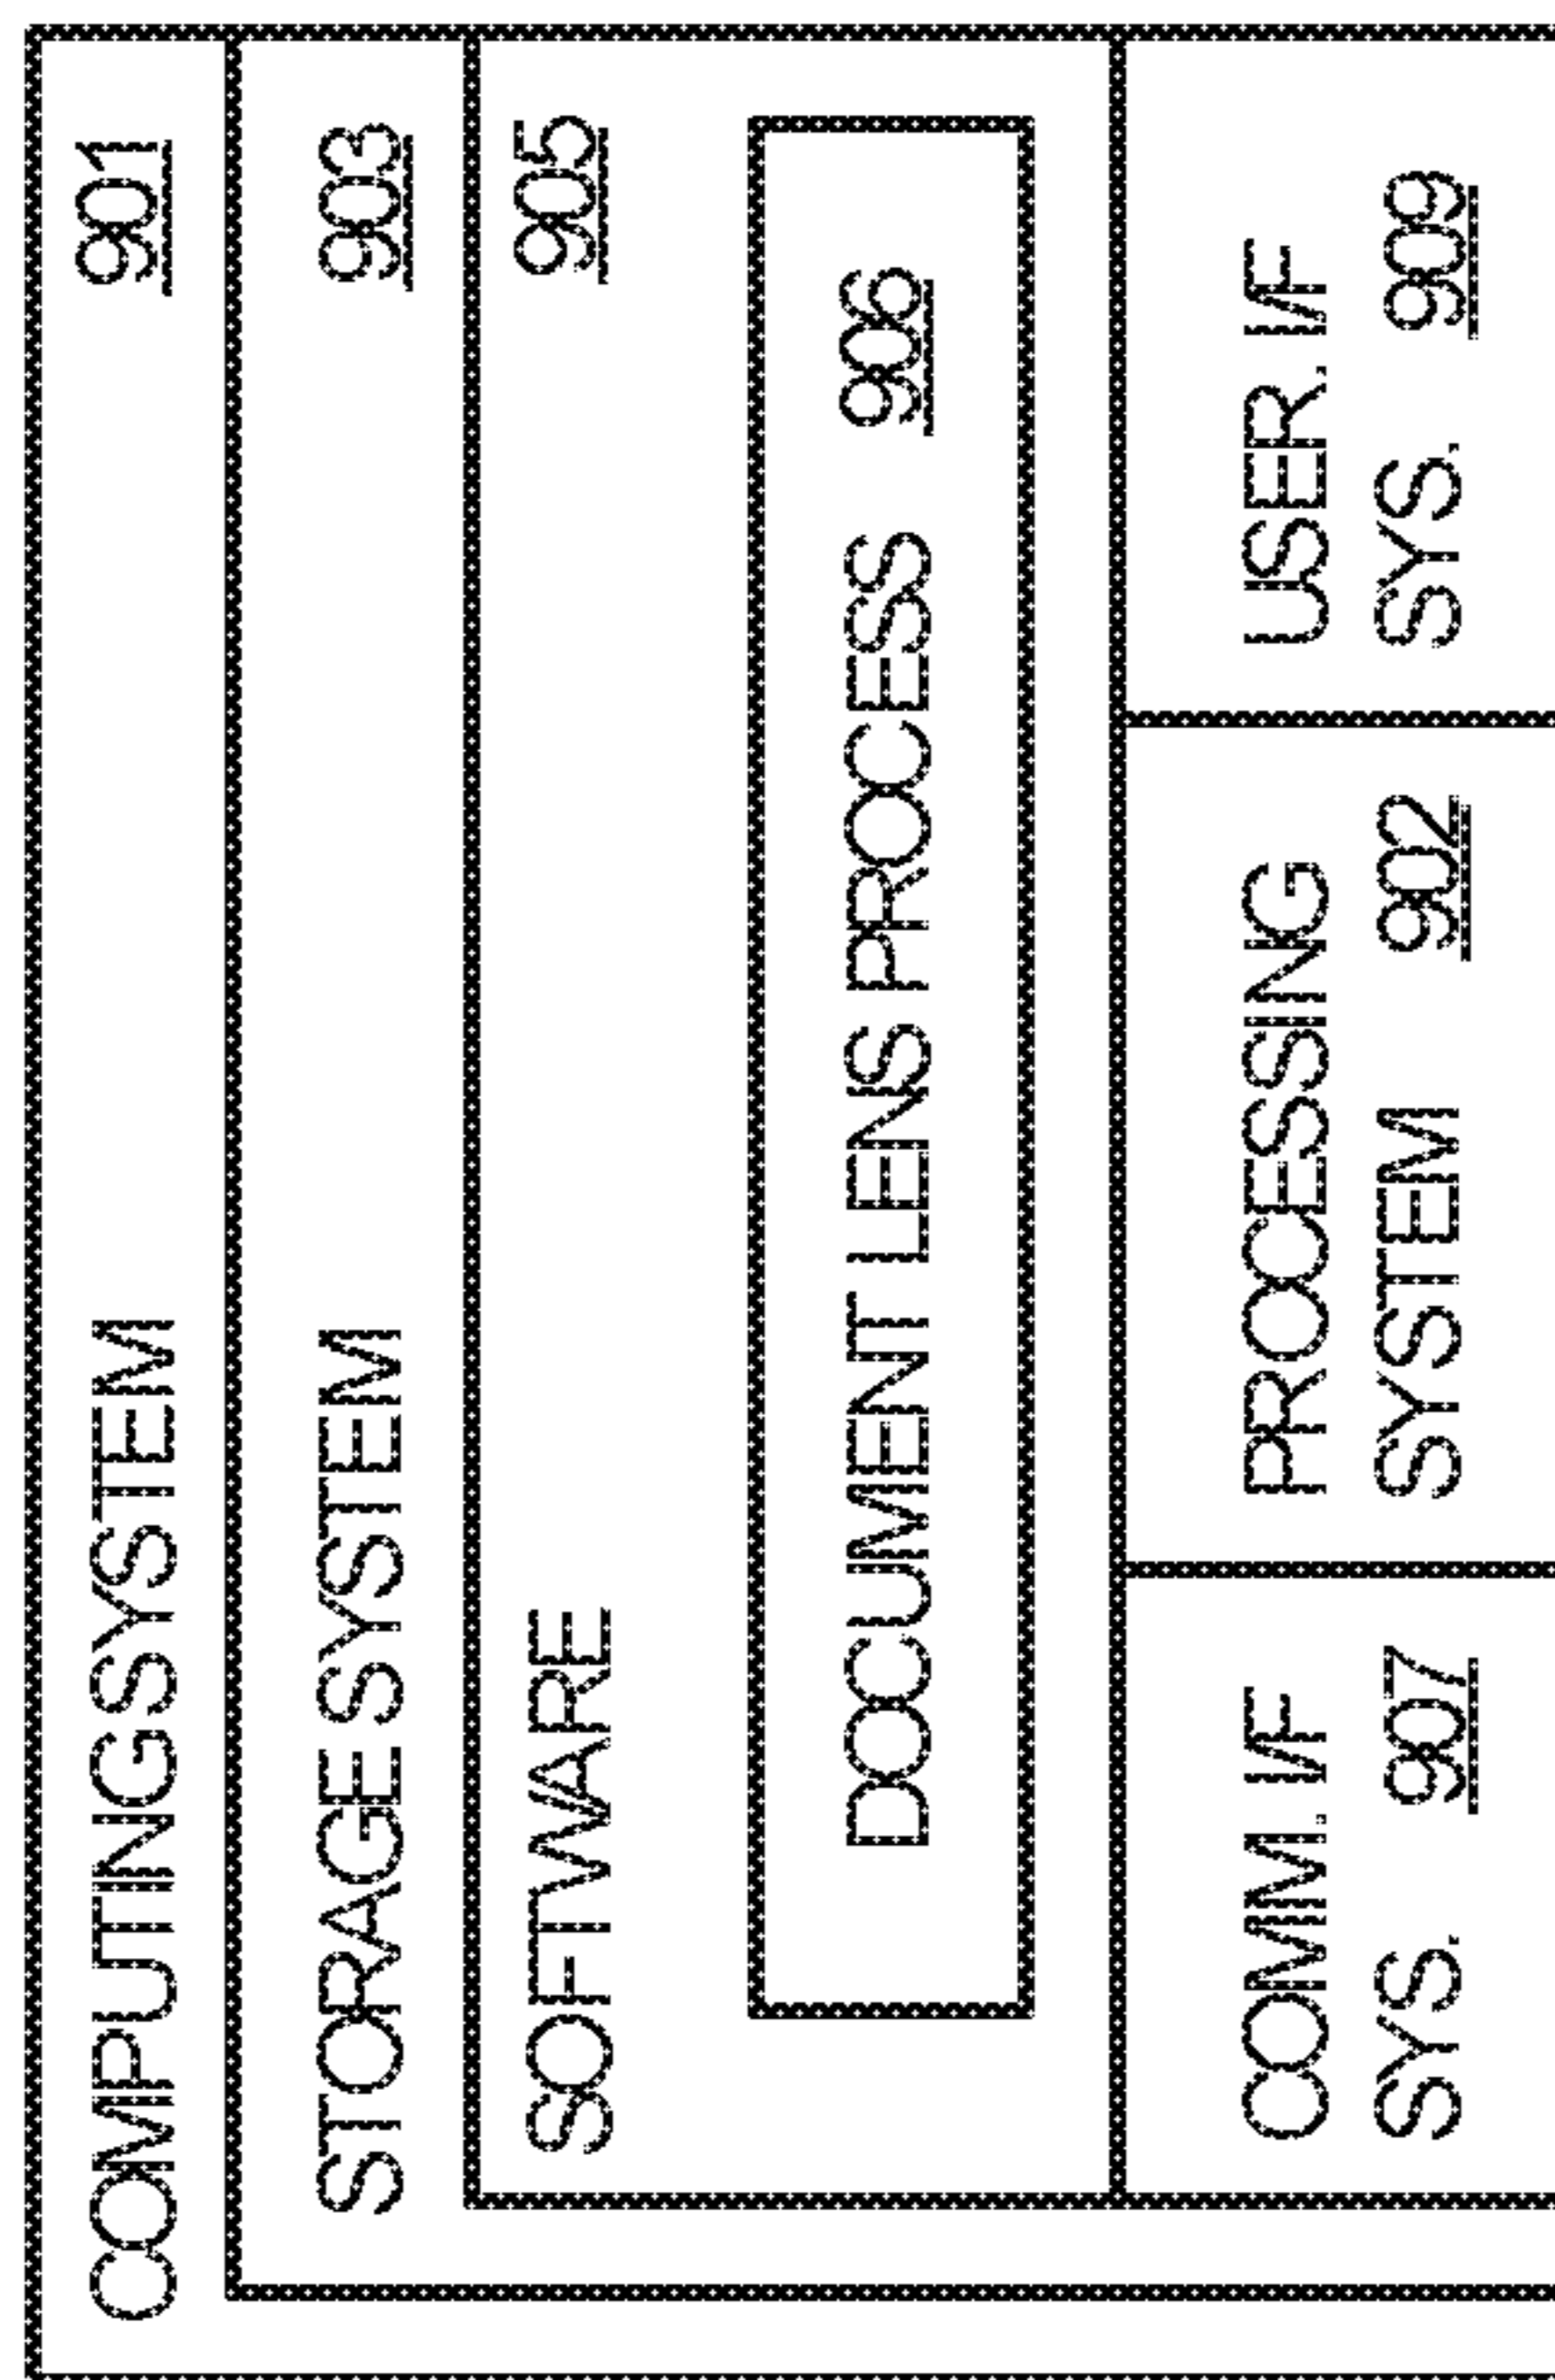 COMPUTING SYSTEM 901
STORAGE SYSTEM 903
SOFTWARE 905
DOCUMENT LENS PROCESS 906
COMM. I/F
SYS. 907
PROCESSING
SYSTEM 902
USER. I/F
SYS. 909